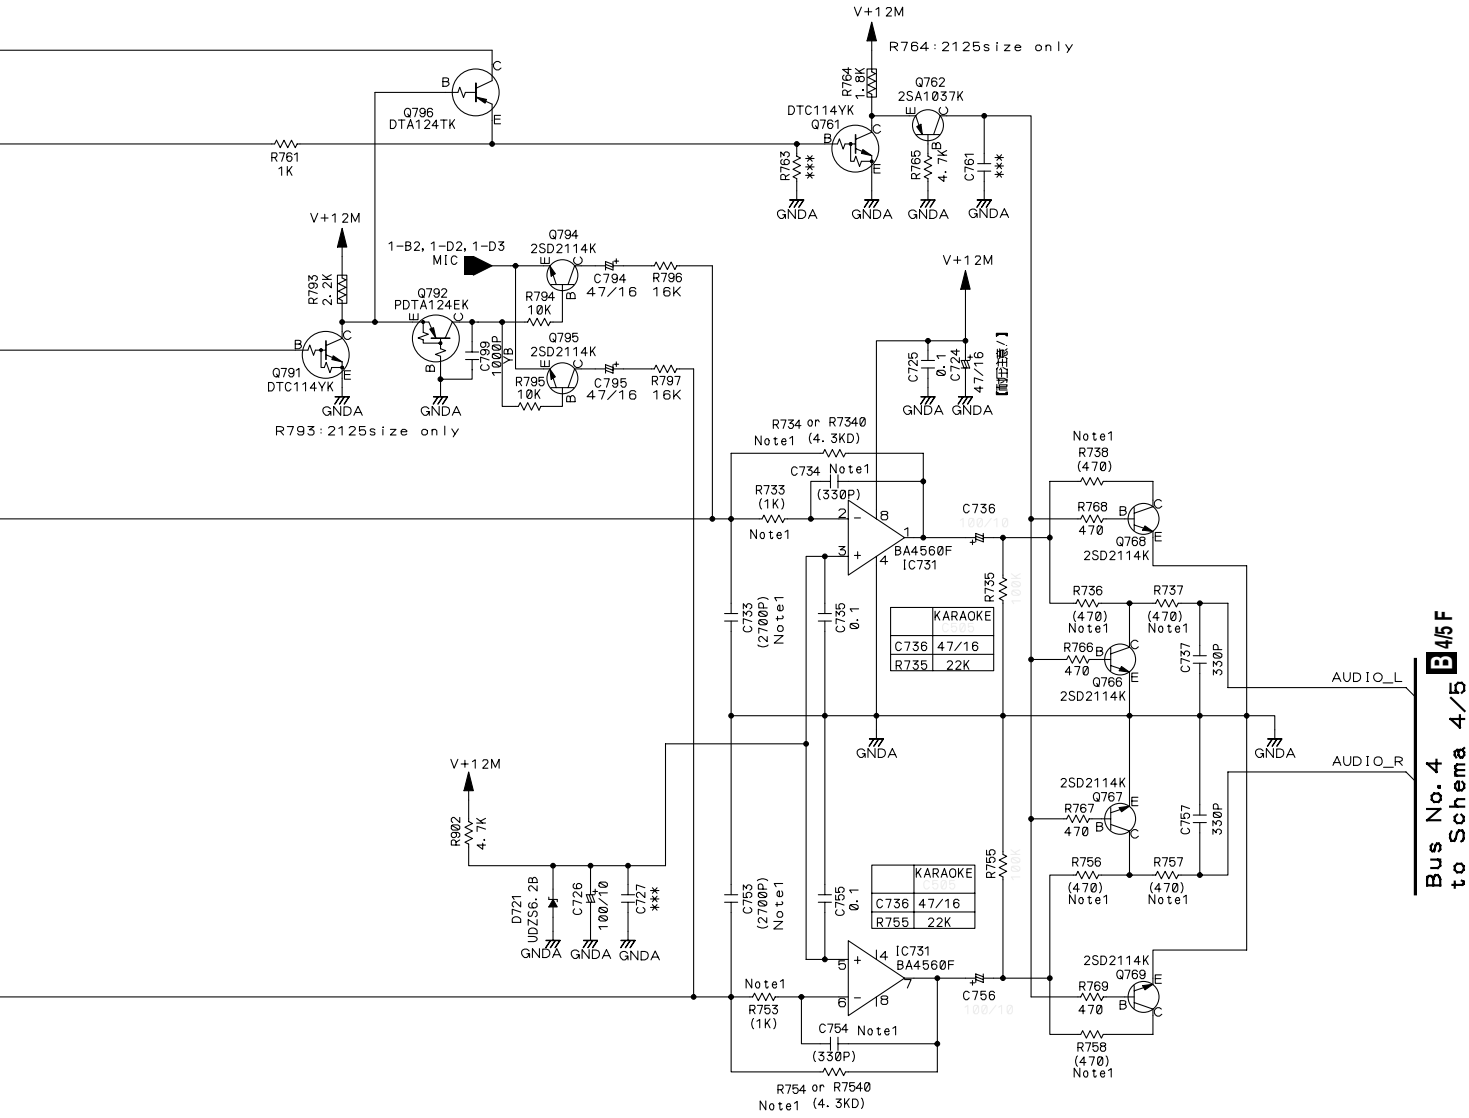 V+12M
R764:2125size only
R764
1.8K
Q762
2SA1037K
B
C
E
Q796
DTA124TK
DTC114YK
Q761
B
C
E
E
C
B
R761
1K
R763
***
R765
4.7K
C761
***
GNDA
GNDA
GNDA
GNDA
V+12M
1-B2, 1-D2, 1-D3
MIC
Q794
2SD2114K
E
C
B
C794
47/16
R796
16K
V+12M
R793
2.2K
Q792
PDTA124EK
E
C
B
R794
10K
C799
1000P
YB
Q795
2SD2114K
E
C
B
R795
10K
C795
47/16
R797
16K
B
C
E
Q791
DTC114YK
GNDA
GNDA
R793:2125size only
C725
0.1
C724
47/16
【耐圧注意/】
GNDA
GNDA
R734 or R7340
Note1 (4.3KD)
C734 Note1
(330P)
R733
(1K)
Note1
2
-
3
+
8
1
4
BA4560F
IC731
C736
100/10
Note1
R738
(470)
R768
470
B
C
E
Q768
2SD2114K
C733
(2700P)
Note1
C735
0.1
R735
100K
KARAOKE
C505
C736 47/16
R735 22K
R736
(470)
Note1
R737
(470)
Note1
R766
470
B
C
E
Q766
2SD2114K
C737
330P
AUDIO_L
GNDA
GNDA
AUDIO_R
V+12M
R902
4.7K
D721
UDZS6.2B
C726
100/10
C727
***
GNDA
GNDA
GNDA
2SD2114K
Q767
R767
470
B
E
C
C757
330P
C753
(2700P)
Note1
C755
0.1
R755
100K
KARAOKE
C505
C736 47/16
R755 22K
R756
(470)
Note1
R757
(470)
Note1
5
+
6
-
4
8
7
IC731
BA4560F
C756
100/10
Note1
R753
(1K)
C754 Note1
(330P)
R754 or R7540
Note1 (4.3KD)
2SD2114K
Q769
R769
470
B
E
C
R758
(470)
Note1
Bus No.4
to Schema 4/5
B 4/5 F